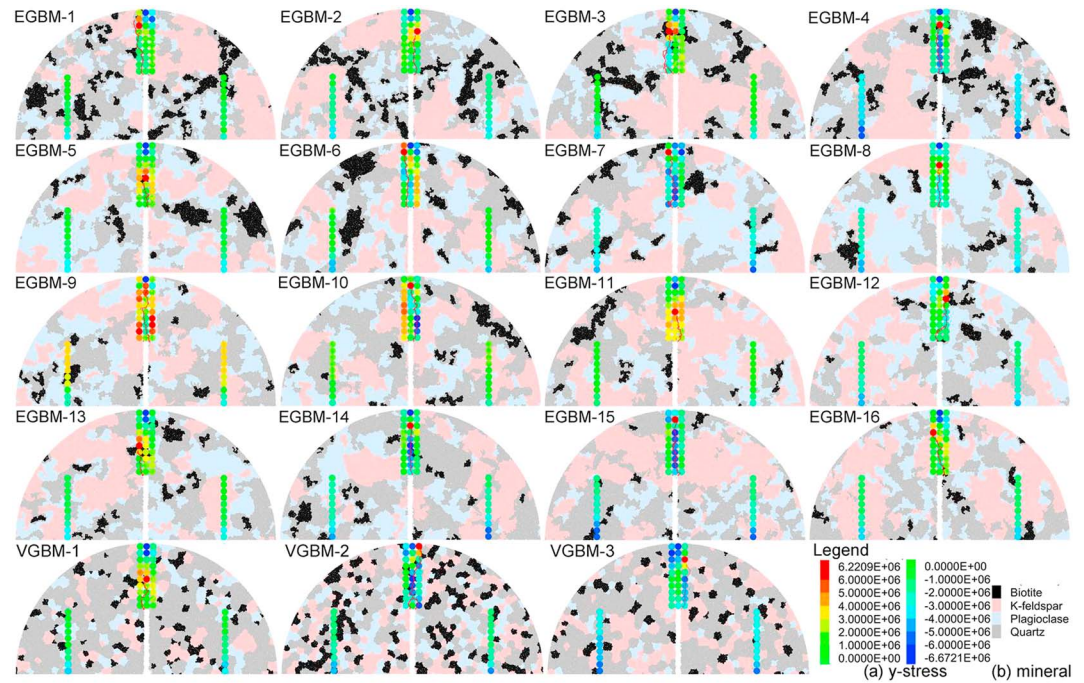 EGBM-1 EGBM-2 EGBM-3 EGBM-4
EGBM-5 EGBM-6 EGBM-7 EGBM-8
EGBM-9 EGBM-10 EGBM-11 EGBM-12
EGBM-13 EGBM-14 EGBM-15 EGBM-16
VGBM-1 VGBM-2 VGBM-3
Legend
6.2209E+06 0.0000E+00
6.0000E+06 -1.0000E+06
5.0000E+06 -2.0000E+06 Biotite
4.0000E+06 -3.0000E+06 K-feldspar
3.0000E+06 -4.0000E+06 Plagioclase
2.0000E+06 -5.0000E+06 Quartz
1.0000E+06 -6.0000E+06
0.0000E+00 -6.6721E+06
(a) y-stress (b) mineral